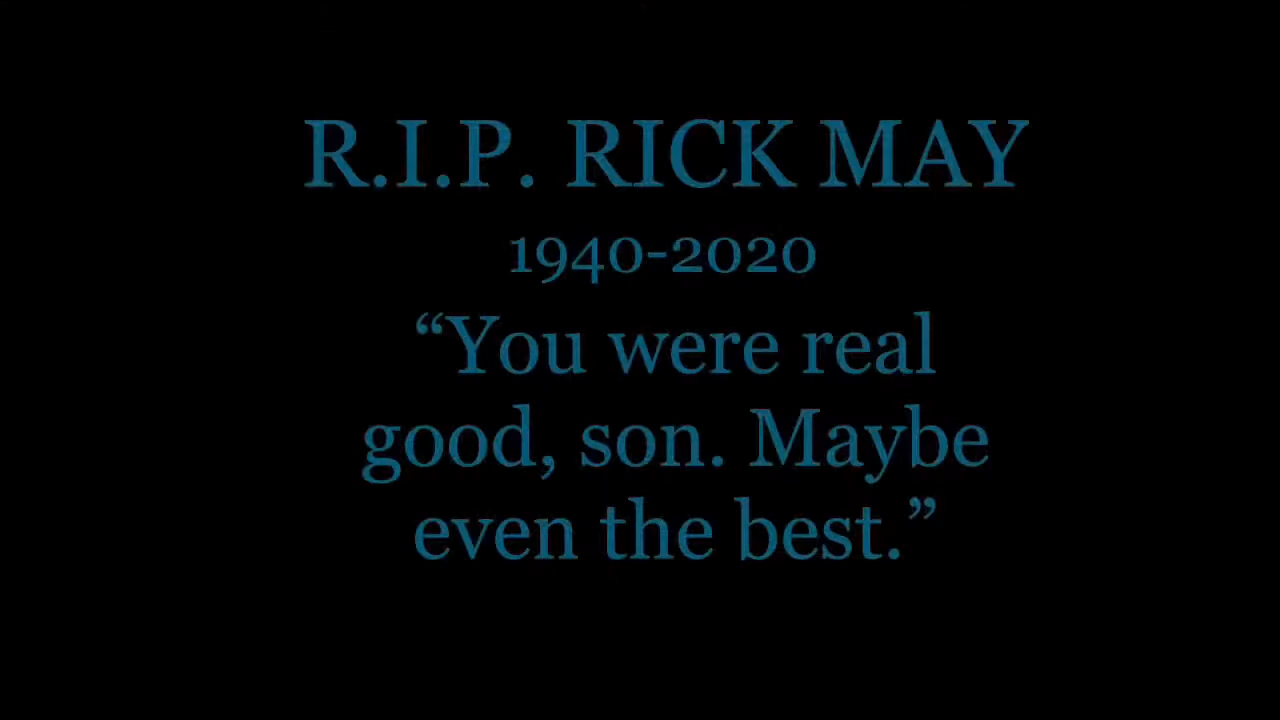 R.I.P. RICK MAY
1940-2020
“You were real
good, son. Maybe
even the best.”